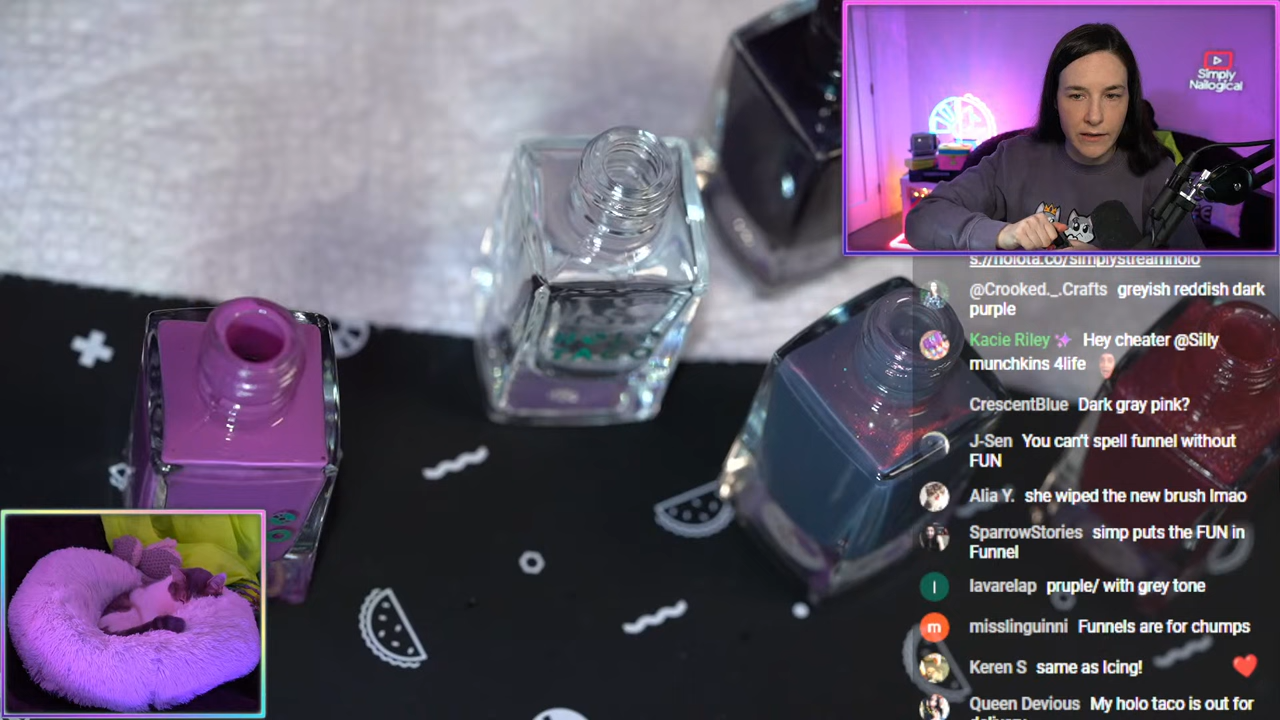 Simply
Nailogical
s://holota.co/simplystreamholo
@Crooked._.Crafts greyish reddish dark
purple
Kacie Riley Hey cheater @Silly
munchkins 4life
CrescentBlue Dark gray pink?
J-Sen You can't spell funnel without
FUN
Alia Y. she wiped the new brush lmao
SparrowStories simp puts the FUN in
Funnel
l
lavarelap pruple/ with grey tone
m
misslinguinni Funnels are for chumps
Keren S same as Icing!
Queen Devious My holo taco is out for
TACO